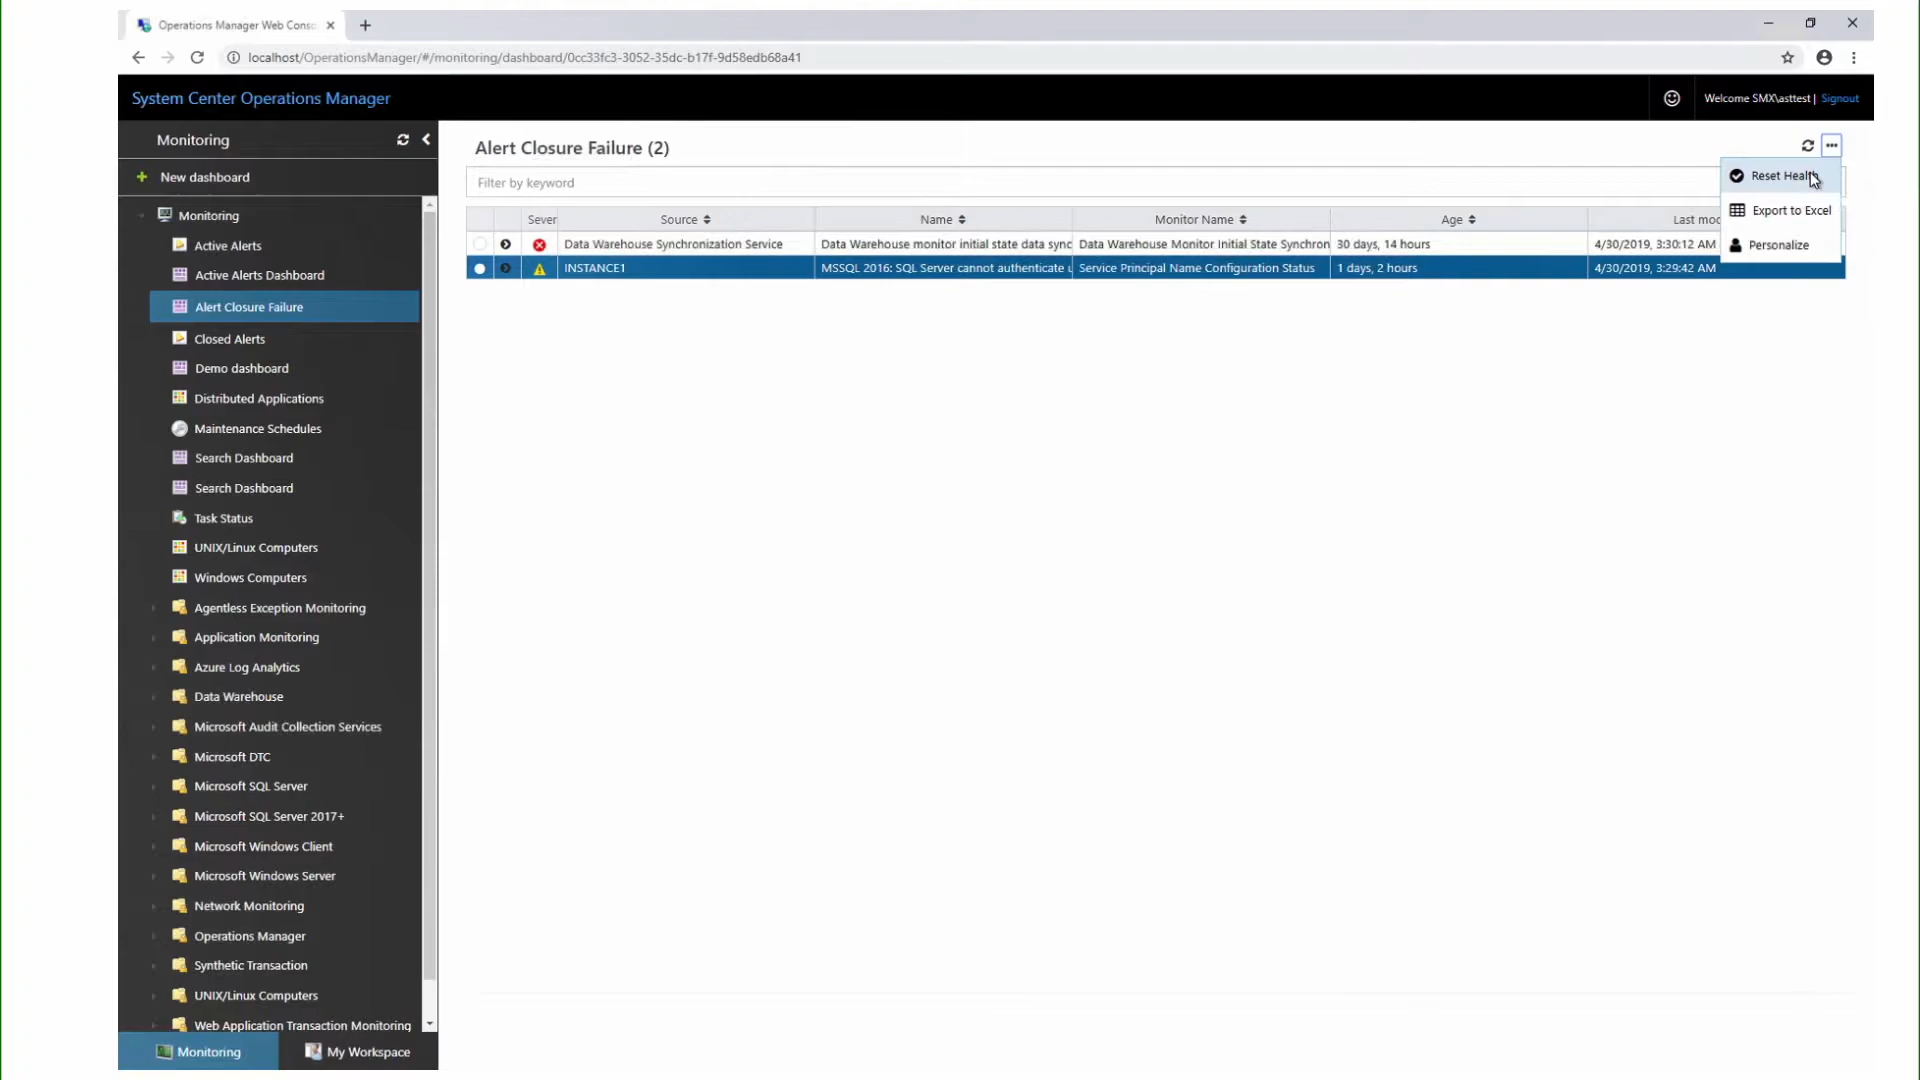 Operations Manager Web Conso
localhost/OperationsManager/#/monitoring/dashboard/0cc33fc3-3052-35dc-b17f-9d58edb68a41
System Center Operations Manager
Welcome SMX\asttest | Signout
Monitoring
New dashboard
Monitoring
Active Alerts
Active Alerts Dashboard
Alert Closure Failure
Closed Alerts
Demo dashboard
Distributed Applications
Maintenance Schedules
Search Dashboard
Search Dashboard
Task Status
UNIX/Linux Computers
Windows Computers
Agentless Exception Monitoring
Application Monitoring
Azure Log Analytics
Data Warehouse
Microsoft Audit Collection Services
Microsoft DTC
Microsoft SQL Server
Microsoft SQL Server 2017+
Microsoft Windows Client
Microsoft Windows Server
Network Monitoring
Operations Manager
Synthetic Transaction
UNIX/Linux Computers
Web Application Transaction Monitoring
Monitoring My Workspace
Alert Closure Failure (2)
Filter by keyword
Sever Source Name Monitor Name Age Last mod
Data Warehouse Synchronization Service Data Warehouse monitor initial state data sync Data Warehouse Monitor Initial State Synchron 30 days, 14 hours 4/30/2019, 3:30:12 AM
INSTANCE1 MSSQL 2016: SQL Server cannot authenticate u Service Principal Name Configuration Status 1 days, 2 hours 4/30/2019, 3:29:42 AM
Reset Health
Export to Excel
Personalize